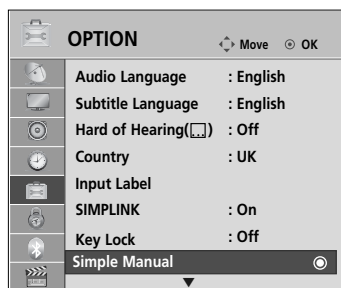 OPTION Move OK
Audio Language : English
Subtitle Language : English
Hard of Hearing( ) : Off
Country : UK
Input Label
SIMPLINK : On
Key Lock : Off
Simple Manual